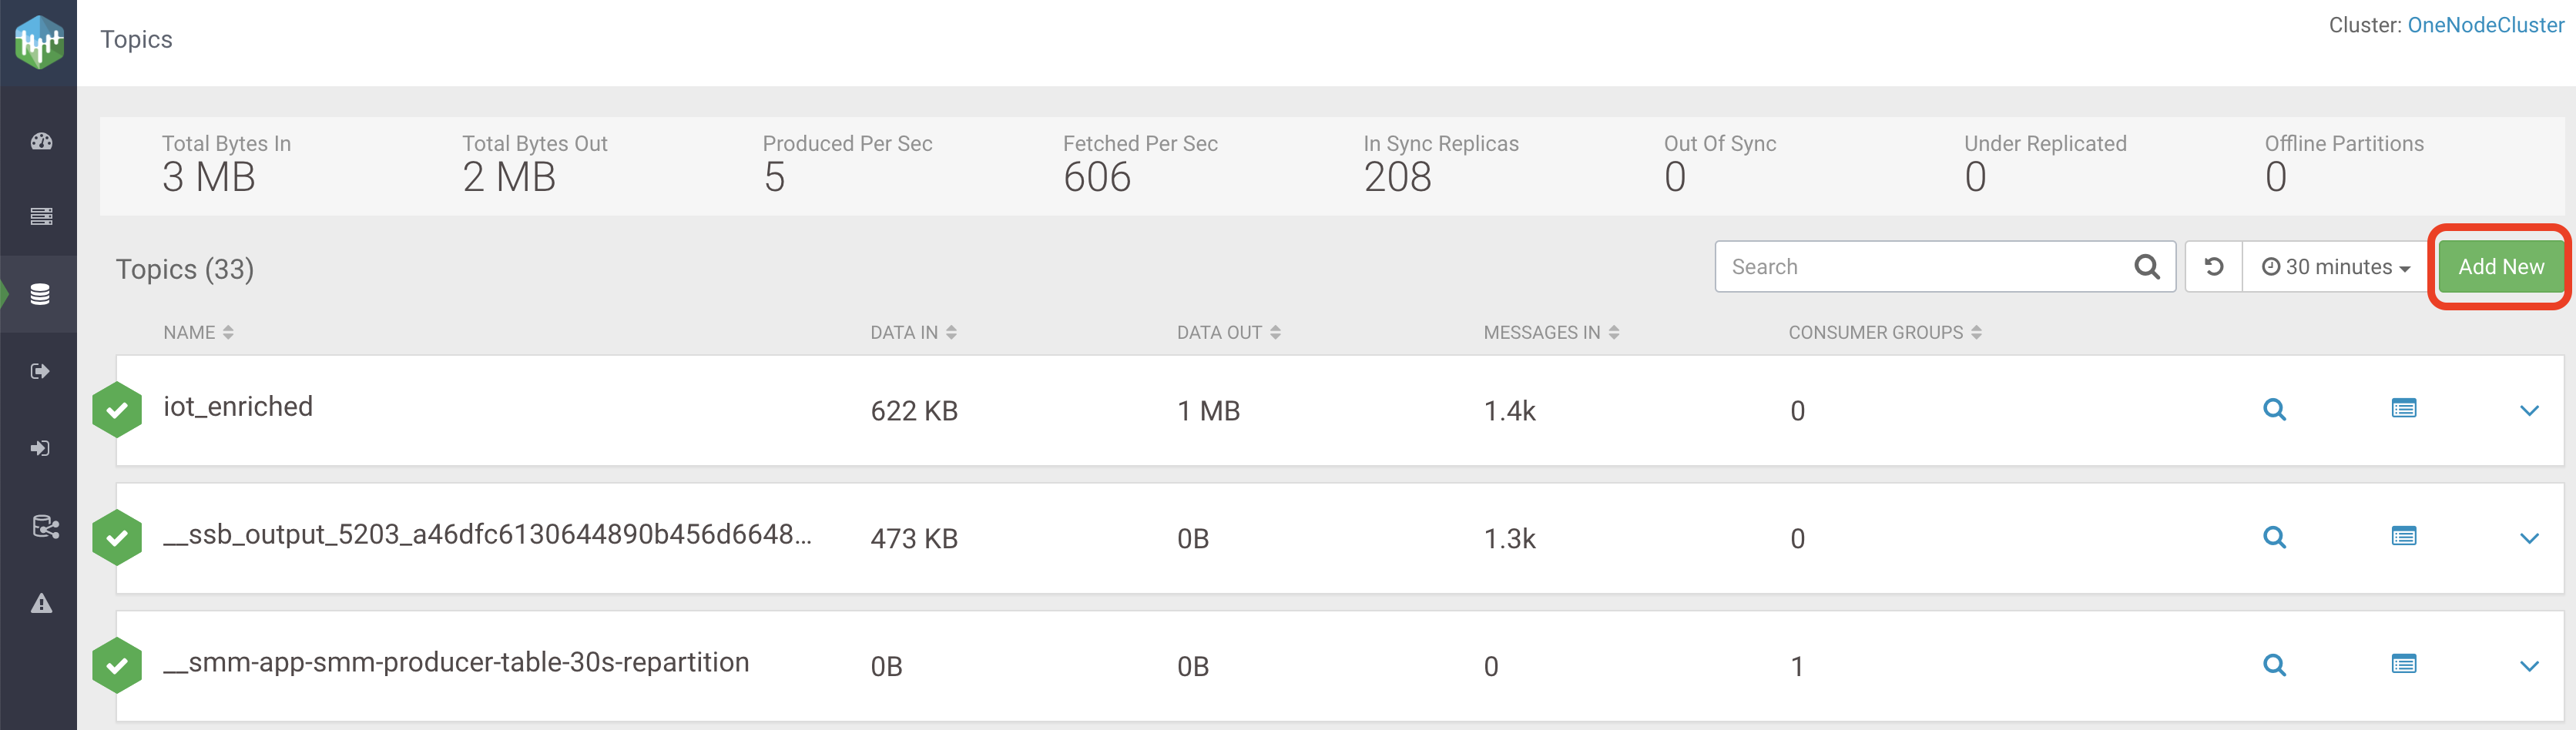 Topics
Cluster: OneNodeCluster
Total Bytes In Total Bytes Out Produced Per Sec Fetched Per Sec In Sync Replicas Out Of Sync Under Replicated Offline Partitions
3 MB 2 MB 5 606 208 0 0 0
Topics (33) Search 30 minutes Add New
NAME DATA IN DATA OUT MESSAGES IN CONSUMER GROUPS
iot_enriched 622 KB 1 MB 1.4k 0
__ssb_output_5203_a46dfc6130644890b456d6648... 473 KB 0B 1.3k 0
__smm-app-smm-producer-table-30s-repartition 0B 0B 0 1